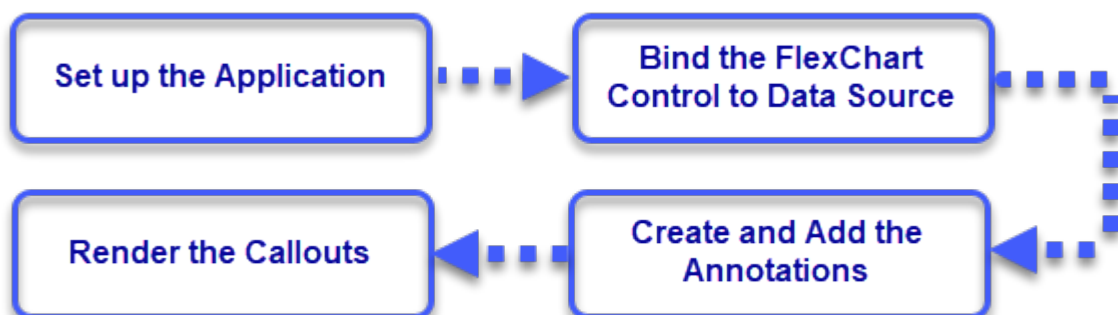 Set up the Application
Bind the FlexChart
Control to Data Source
Create and Add the
Annotations
Render the Callouts